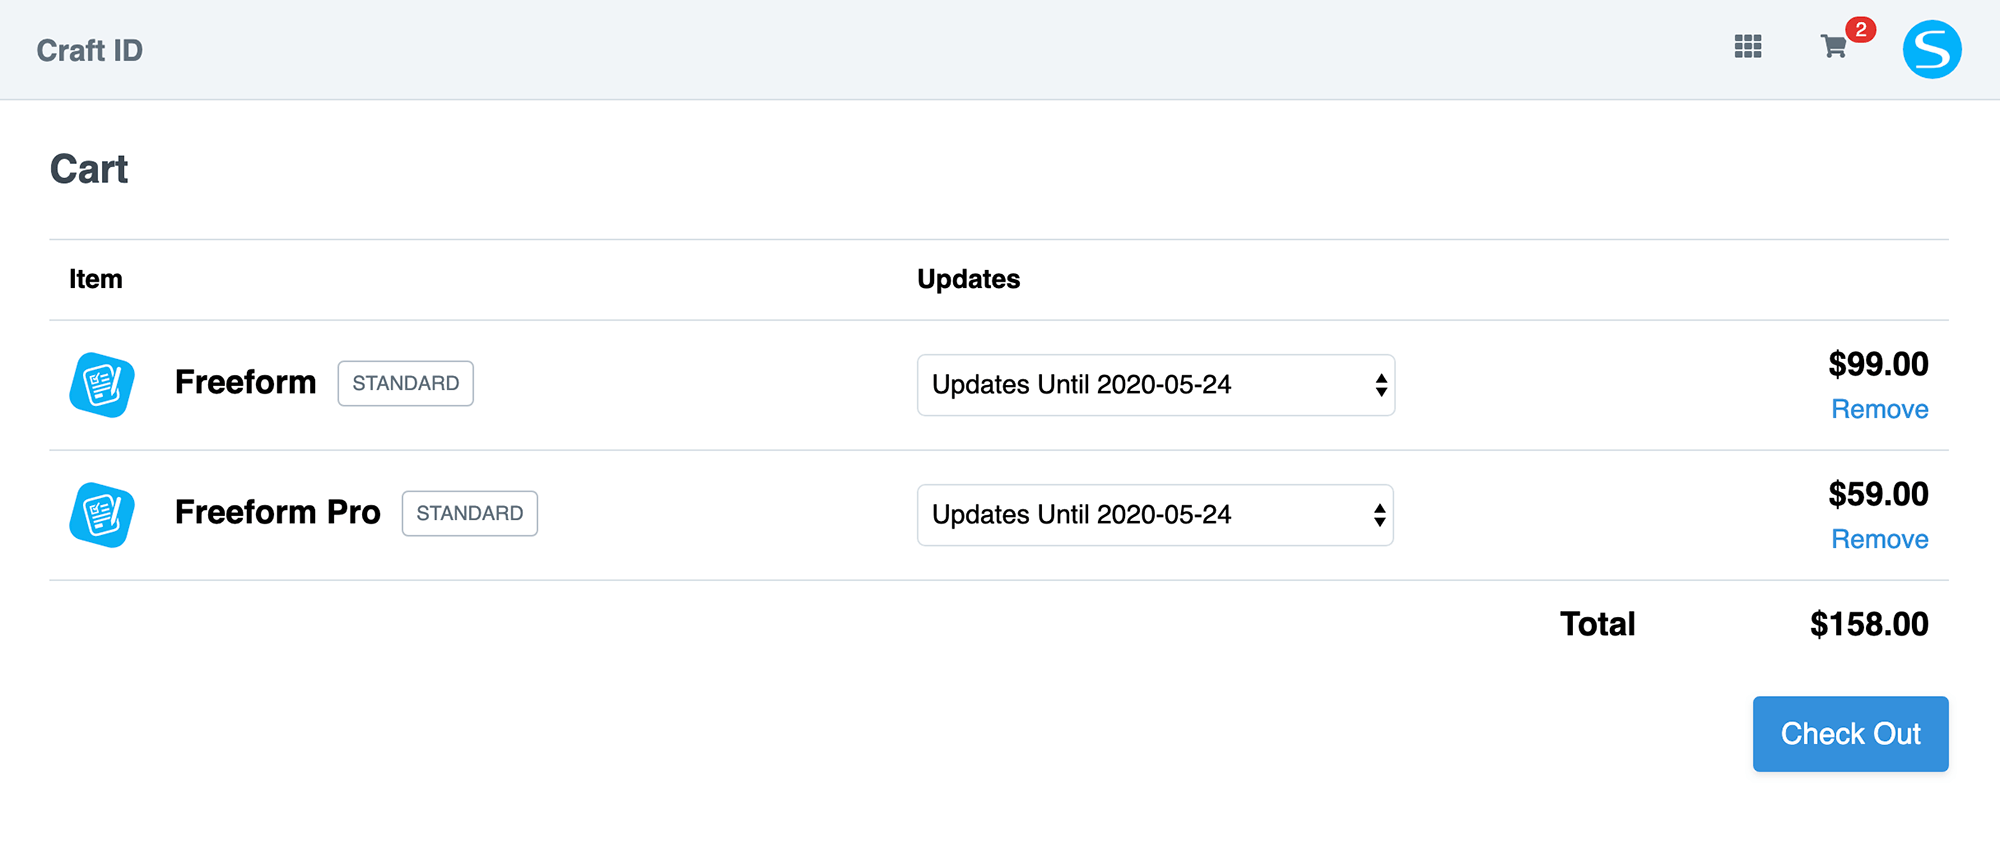 Craft ID
2
S
Cart
Item Updates
Freeform STANDARD Updates Until 2020-05-24 $99.00
Remove
Freeform Pro STANDARD Updates Until 2020-05-24 $59.00
Remove
Total $158.00
Check Out